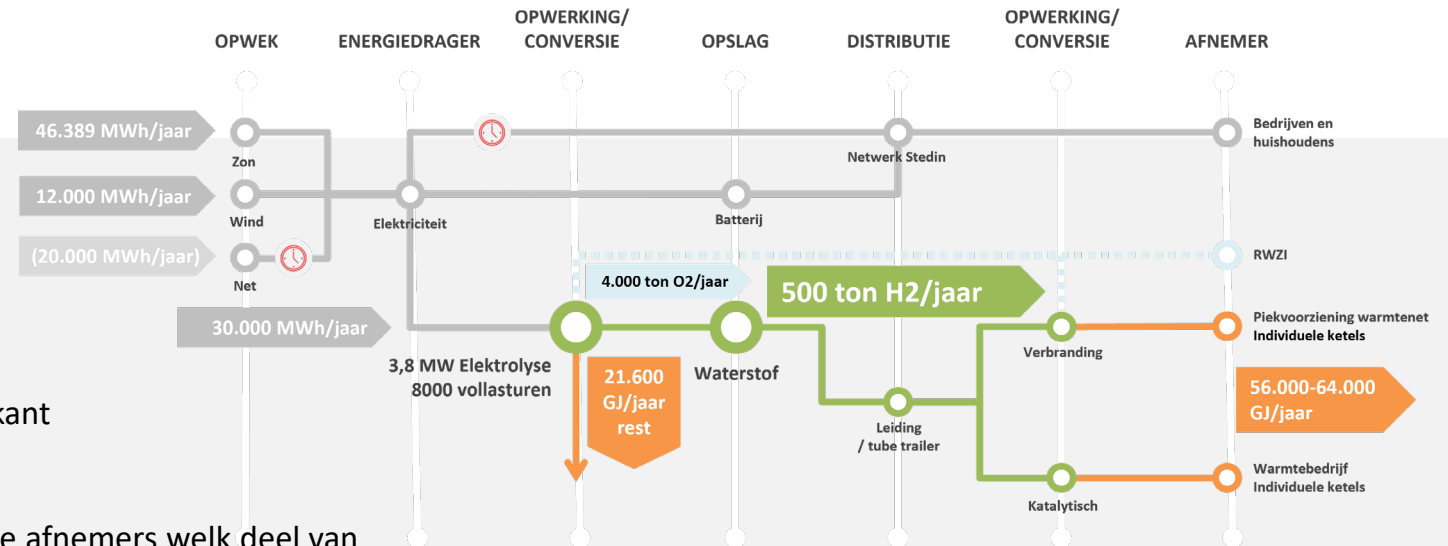 OPWEK
ENERGIEDRAGER
OPWERKING/
CONVERSIE
OPSLAG
DISTRIBUTIE
OPWERKING/
CONVERSIE
AFNEMER
46.389 MWh/jaar
Zon
Netwerk Stedin
Bedrijven en
huishoudens
12.000 MWh/jaar
Wind
Elektriciteit
Batterij
(20.000 MWh/jaar)
Net
RWZI
4.000 ton O2/jaar
500 ton H2/jaar
30.000 MWh/jaar
3,8 MW Elektrolyse
8000 vollasturen
Waterstof
Verbranding
Piekvoorziening warmtenet
Individuele ketels
21.600
GJ/jaar
rest
56.000-64.000
GJ/jaar
Leiding
/ tube trailer
kant
Katalytisch
Warmtebedrijf
Individuele ketels
e afnemers welk deel van